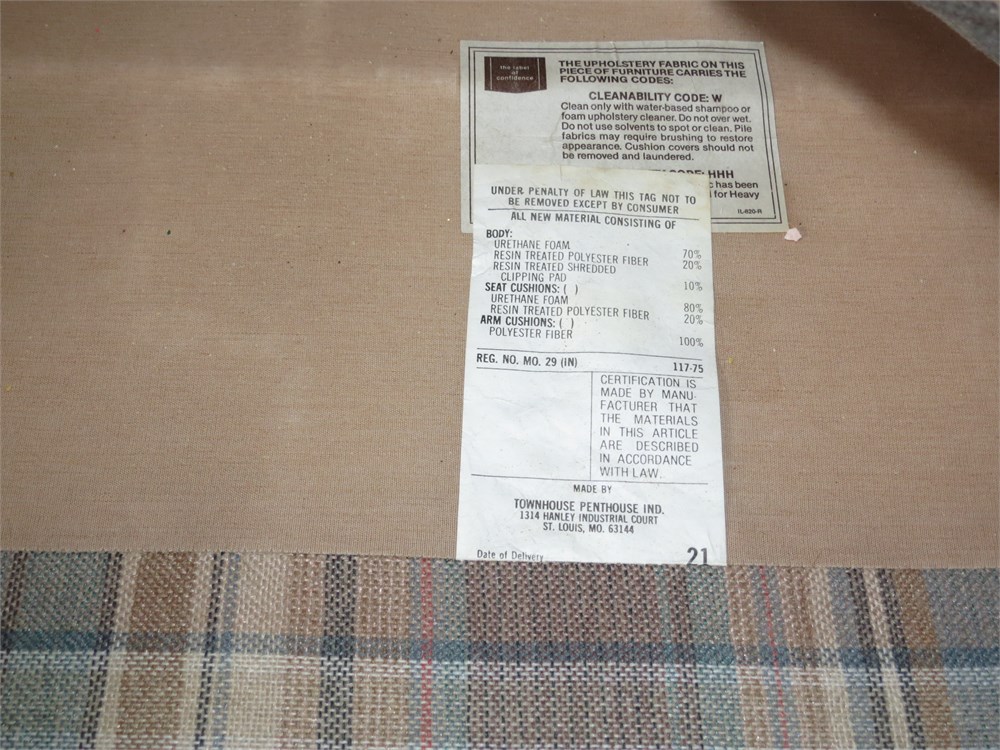 the label
of
confidence
THE UPHOLSTERY FABRIC ON THIS
PIECE OF FURNITURE CARRIES THE
FOLLOWING CODES:
CLEANABILITY CODE: W
Clean only with water-based shampoo or
foam upholstery cleaner. Do not over wet.
Do not use solvents to spot or clean. Pile
fabrics may require brushing to restore
appearance. Cushion covers should not
be removed and laundered.
CODE: HHH
has been
for Heavy
IL-620-R
UNDER PENALTY OF LAW THIS TAG NOT TO
BE REMOVED EXCEPT BY CONSUMER
ALL NEW MATERIAL CONSISTING OF
BODY:
URETHANE FOAM 70%
RESIN TREATED POLYESTER FIBER 20%
RESIN TREATED SHREDDED
CLIPPING PAD 10%
SEAT CUSHIONS: ( )
URETHANE FOAM 80%
RESIN TREATED POLYESTER FIBER 20%
ARM CUSHIONS: ( )
POLYESTER FIBER 100%
REG. NO. MO. 29 (IN) 117-75
CERTIFICATION IS
MADE BY MANU-
FACTURER THAT
THE MATERIALS
IN THIS ARTICLE
ARE DESCRIBED
IN ACCORDANCE
WITH LAW.
MADE BY
TOWNHOUSE PENTHOUSE IND.
1314 HANLEY INDUSTRIAL COURT
ST. LOUIS, MO. 63144
Date of Delivery 21